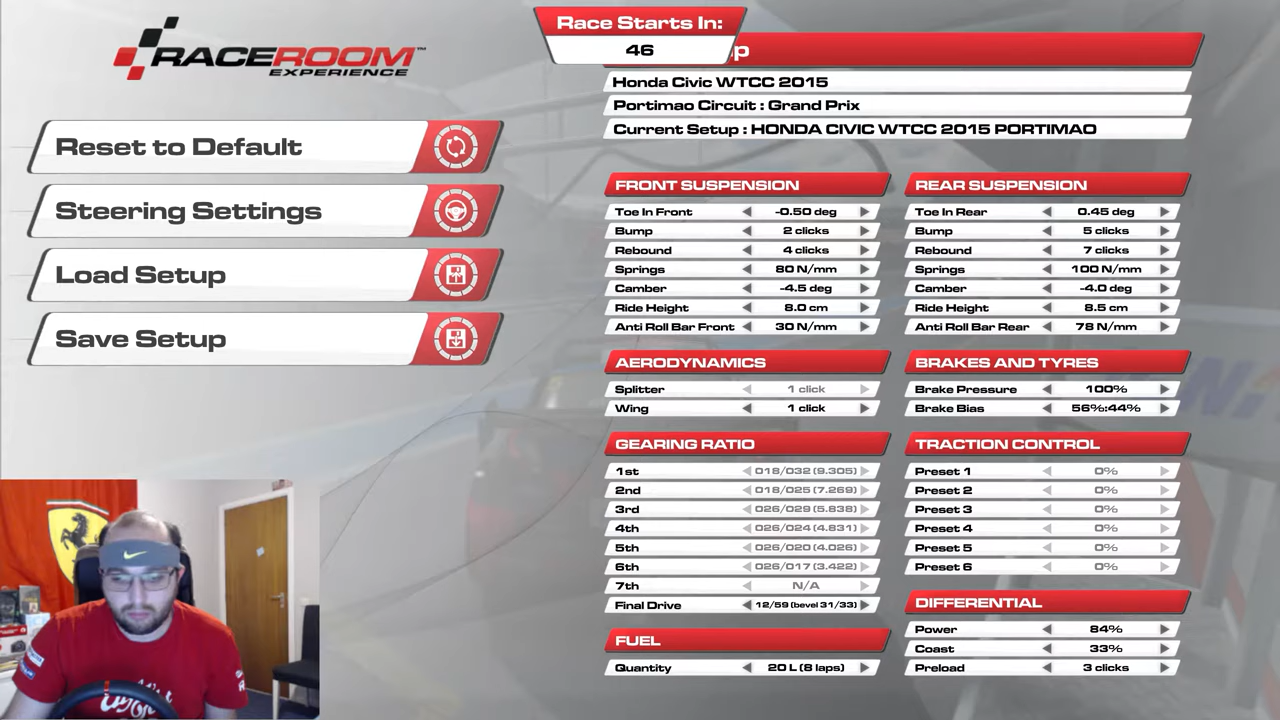 Race Starts In:
46
RACEROOM™
EXPERIENCE
Honda Civic WTCC 2015
Portimao Circuit : Grand Prix
Current Setup : HONDA CIVIC WTCC 2015 PORTIMAO
Reset to Default
Steering Settings
Load Setup
Save Setup
FRONT SUSPENSION
Toe In Front -0.50 deg
Bump 2 clicks
Rebound 4 clicks
Springs 80 N/mm
Camber -4.5 deg
Ride Height 8.0 cm
Anti Roll Bar Front 30 N/mm
REAR SUSPENSION
Toe In Rear 0.45 deg
Bump 5 clicks
Rebound 7 clicks
Springs 100 N/mm
Camber -4.0 deg
Ride Height 8.5 cm
Anti Roll Bar Rear 78 N/mm
AERODYNAMICS
Splitter 1 click
Wing 1 click
BRAKES AND TYRES
Brake Pressure 100%
Brake Bias 56%:44%
GEARING RATIO
1st 018/032 (9.305)
2nd 018/025 (7.269)
3rd 026/029 (5.838)
4th 026/024 (4.831)
5th 026/020 (4.026)
6th 026/017 (3.422)
7th N/A
Final Drive 12/59 (bevel 31/33)
TRACTION CONTROL
Preset 1 0%
Preset 2 0%
Preset 3 0%
Preset 4 0%
Preset 5 0%
Preset 6 0%
FUEL
Quantity 20 L (8 laps)
DIFFERENTIAL
Power 84%
Coast 33%
Preload 3 clicks